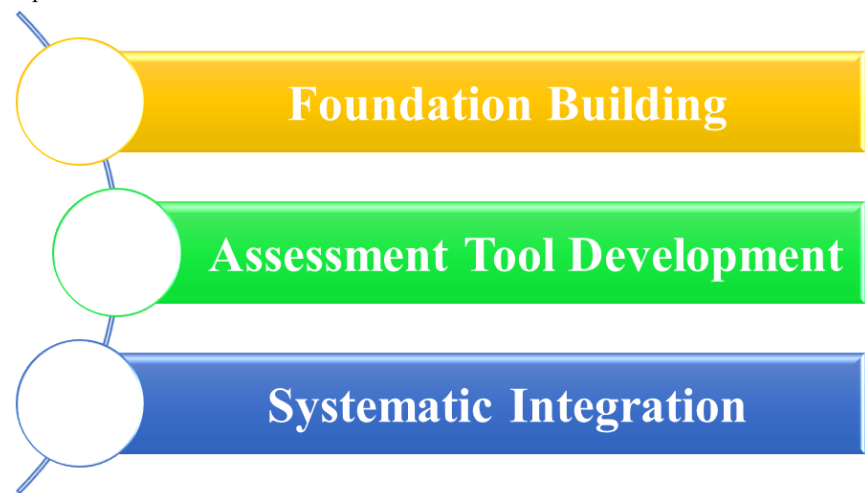 Foundation Building
Assessment Tool Development
Systematic Integration